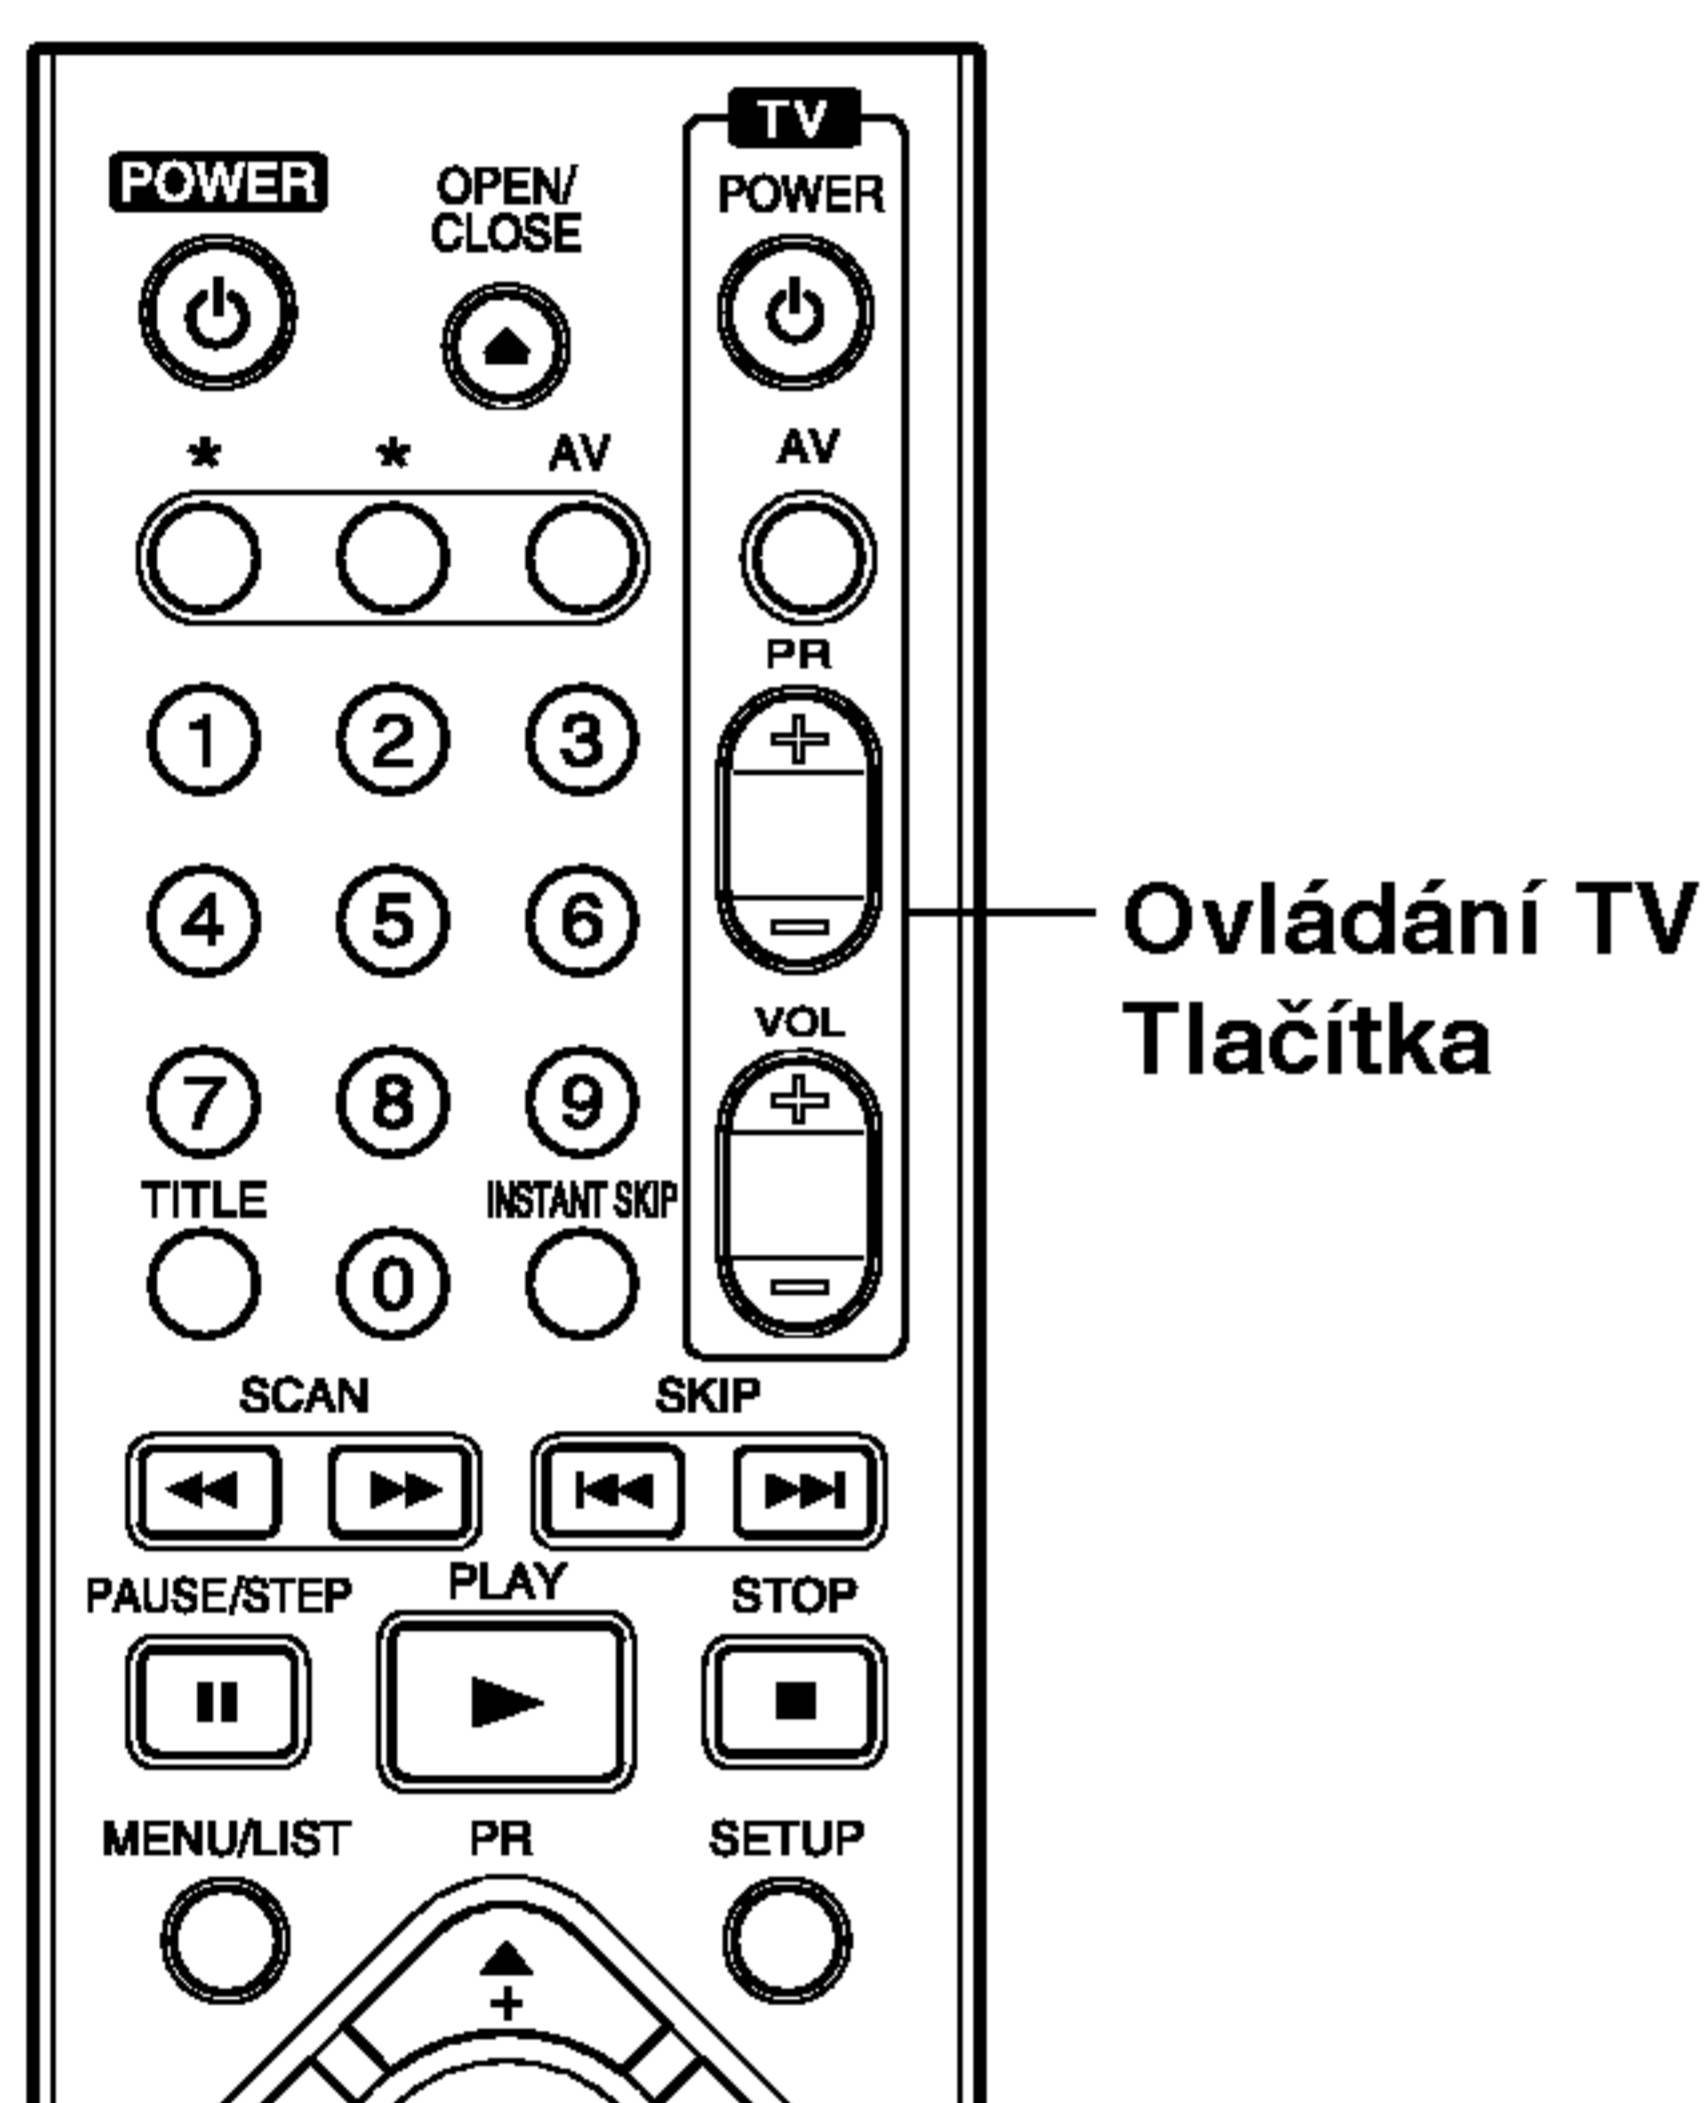 TV
POWER
OPEN/
CLOSE
POWER
* * AV
AV
PR
+
1 2 3
4 5 6
−
Ovládání TV
Tlačítka
VOL
+
7 8 9
TITLE
INSTANT SKIP
0
−
SCAN SKIP
PAUSE/STEP PLAY STOP
MENU/LIST PR SETUP
+